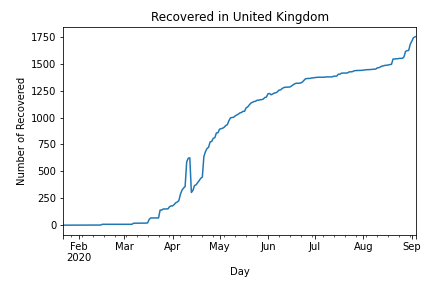 Recovered in United Kingdom
1750
1500
1250
1000
750
500
250
0
Number of Recovered
Feb Mar Apr May Jun Jul Aug Sep
2020
Day